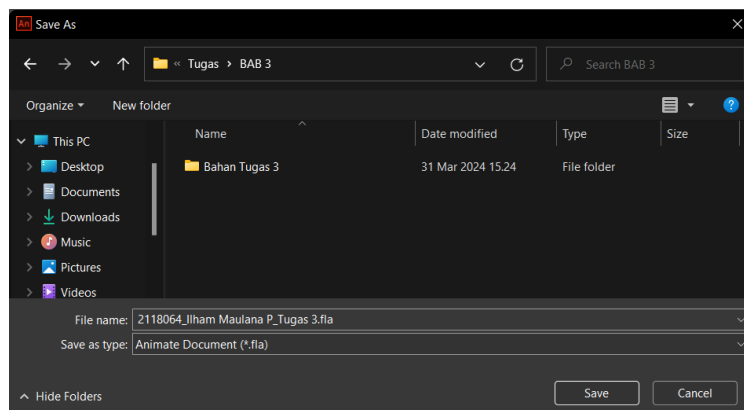 An Save As
« Tugas > BAB 3
Search BAB 3
Organize New folder ?
Name Date modified Type Size
This PC
Desktop
Bahan Tugas 3 31 Mar 2024 15.24 File folder
Documents
Downloads
Music
Pictures
Videos
File name: 2118064_Ilham Maulana P_Tugas 3.fla
Save as type: Animate Document (*.fla)
Hide Folders
Save Cancel